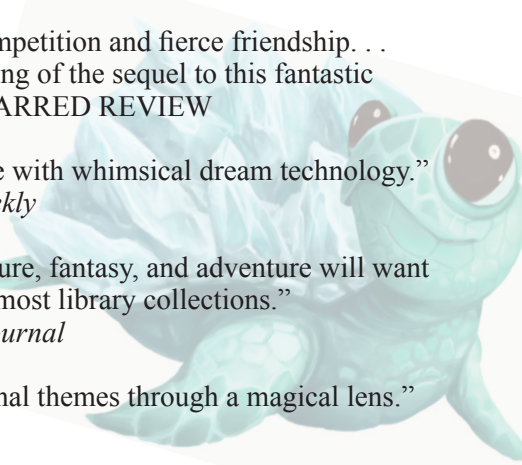 mpetition and fierce friendship. . .
ng of the sequel to this fantastic
ARRED REVIEW
e with whimsical dream technology.”
ekly
ure, fantasy, and adventure will want
most library collections.”
urnal
nal themes through a magical lens.”